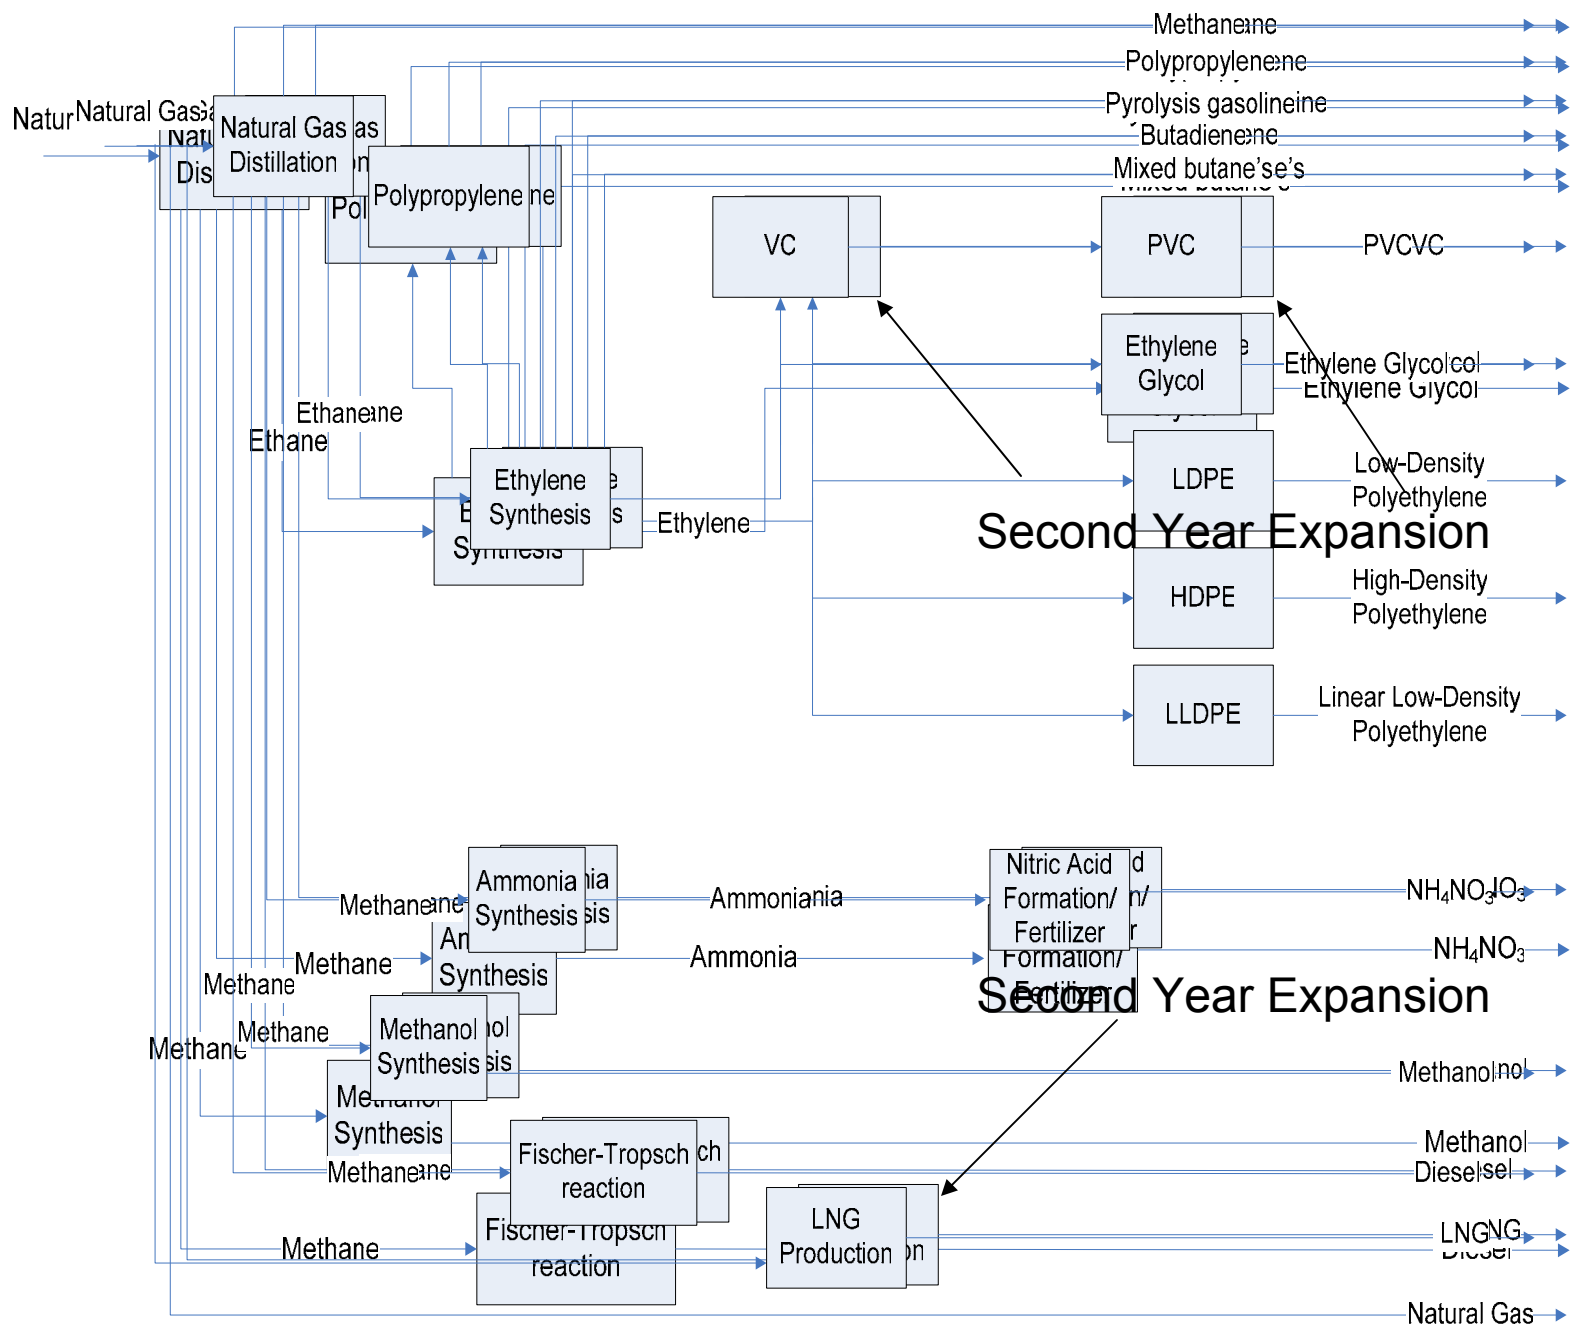 Methane
Polypropylene
Natural Gas
Pyrolysis gasoline
Natural Gas
Distillation
Butadiene
Mixed butane's
Polypropylene
VC
PVC
PVC
Ethylene
Glycol
Ethylene Glycol
Ethylene Glycol
Ethane
Ethane
Ethylene
Synthesis
Synthesis
Ethylene
LDPE
Low-Density
Polyethylene
Second Year Expansion
HDPE
High-Density
Polyethylene
LLDPE
Linear Low-Density
Polyethylene
Ammonia
Synthesis
Methane
Ammonia
Nitric Acid
Formation/
Fertilizer
NH₄NO₃
Methane
Synthesis
Ammonia
Formation/
Fertilizer
NH₄NO₃
Methane
Second Year Expansion
Methane
Methane
Methanol
Synthesis
Methanol
Methanol
Synthesis
Methanol
Methane
Fischer-Tropsch
reaction
Diesel
Methane
Fischer-Tropsch
reaction
LNG
Production
LNG
Diesel
Natural Gas